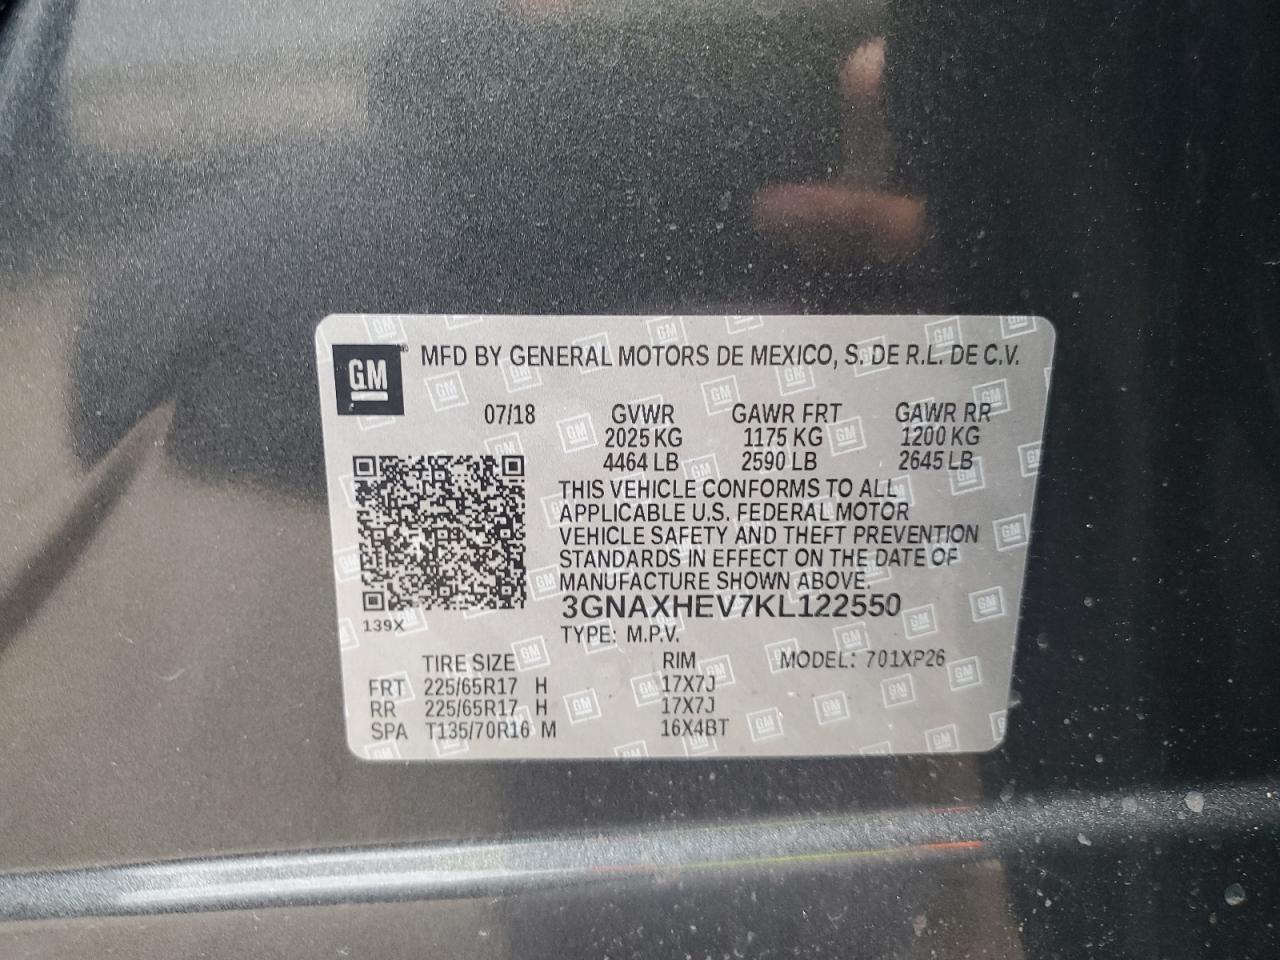 GM ® MFD BY GENERAL MOTORS DE MEXICO, S. DE R.L. DE C.V.
07/18 GVWR GAWR FRT GAWR RR
2025 KG 1175 KG 1200 KG
4464 LB 2590 LB 2645 LB
THIS VEHICLE CONFORMS TO ALL
APPLICABLE U.S. FEDERAL MOTOR
VEHICLE SAFETY AND THEFT PREVENTION
STANDARDS IN EFFECT ON THE DATE OF
MANUFACTURE SHOWN ABOVE.
3GNAXHEV7KL122550
139X
TYPE: M.P.V.
TIRE SIZE RIM MODEL: 701XP26
FRT 225/65R17 H 17X7J
RR 225/65R17 H 17X7J
SPA T135/70R16 M 16X4BT